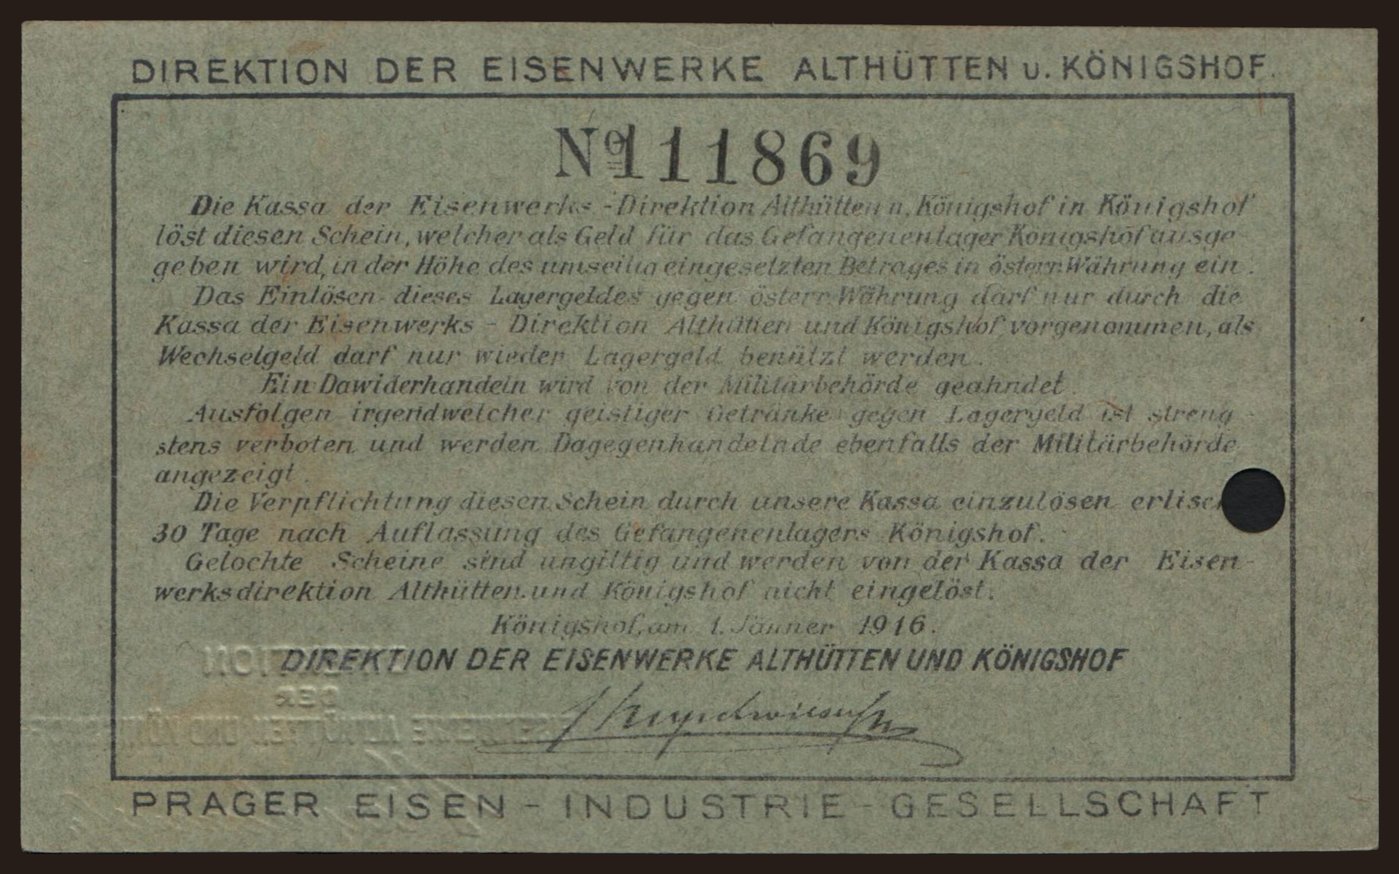 DIREKTION DER EISENWERKE ALTHÜTTEN u. KÖNIGSHOF.
No 111869
Die Kassa der Eisenwerks-Direktion Althütten u. Königshof in Königshof
löst diesen Schein, welcher als Geld für das Gefangenenlager Königshof ausge-
geben wird, in der Höhe des umseitig eingesetzten Betrages in österr. Währung ein.
Das Einlösen dieses Lagergeldes gegen österr. Währung darf nur durch die
Kassa der Eisenwerks - Direktion Althütten und Königshof vorgenommen, als
Wechselgeld darf nur wieder Lagergeld benützt werden.
Ein Dawiderhandeln wird von der Militärbehörde geahndet.
Ausfolgen irgendwelcher geistiger Getränke gegen Lagergeld ist streng-
stens verboten und werden Dagegenhandelnde ebenfalls der Militärbehörde
angezeigt.
Die Verpflichtung diesen Schein durch unsere Kassa einzulösen erlisc
30 Tage nach Auflassung des Gefangenenlagers Königshof.
Gelochte Scheine sind ungiltig und werden von der Kassa der Eisen-
werksdirektion Althütten und Königshof nicht eingelöst.
Königshof, am 1. Jänner 1916.
DIREKTION DER EISENWERKE ALTHÜTTEN UND KÖNIGSHOF
DIREKTION
DER
EISENWERKE ALTHÜTTEN UND
PRAGER EISEN - INDUSTRIE - GESELLSCHAFT